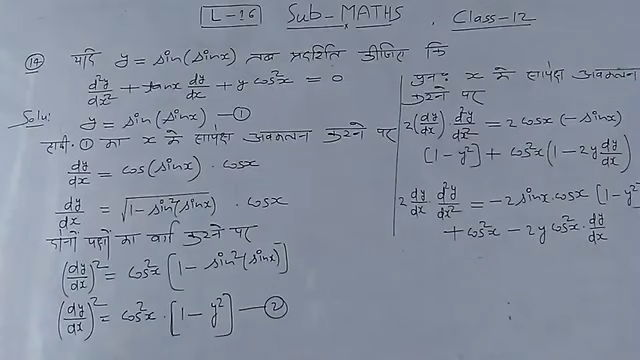 L-16 Sub-MATHS, Class-12
(14) यदि y = sin(sinx) तब प्रदर्शित कीजिए कि
d²y/dx² + tanx dy/dx + y cos²x = 0
Solu: y = sin(sinx) —①
समी. ① का x के सापेक्ष अवकलन करने पर
dy/dx = cos(sinx) · cosx
dy/dx = √(1-sin²(sinx)) · cosx
दोनों पक्षों का वर्ग करने पर
(dy/dx)² = cos²x [1 - sin²(sinx)]
(dy/dx)² = cos²x · [1 - y²] —②
पुनः x के सापेक्ष अवकलन
करने पर
2(dy/dx) d²y/dx² = 2cosx(-sinx)
[1-y²] + cos²x(1-2y dy/dx)
2 dy/dx d²y/dx² = -2sinx.cosx [1-y²]
+ cos²x - 2y cos²x · dy/dx